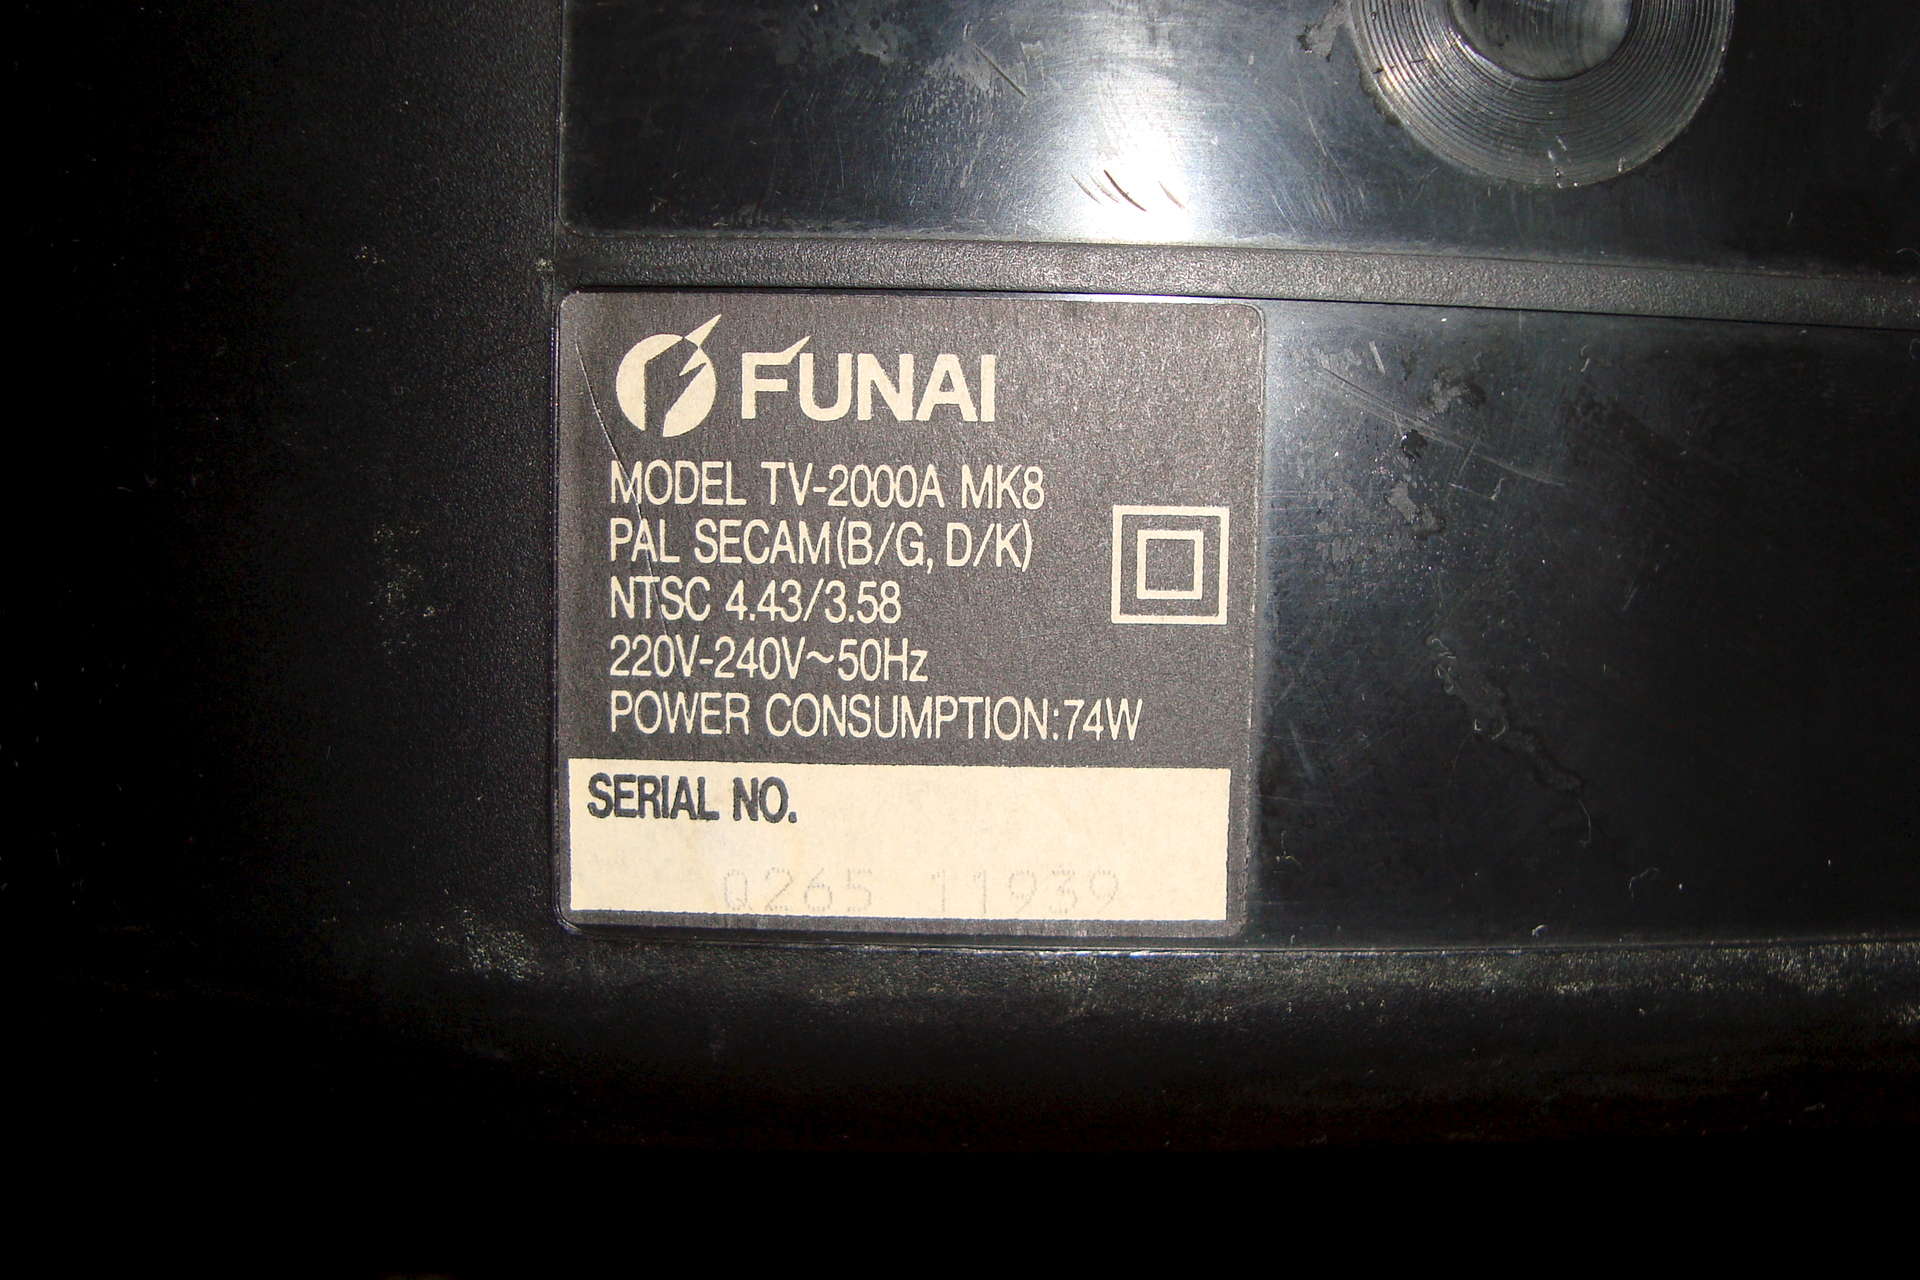 FUNAI
MODEL TV-2000A MK8
PAL SECAM(B/G, D/K)
NTSC 4.43/3.58
220V-240V~50Hz
POWER CONSUMPTION:74W
SERIAL NO.
Q265 11939